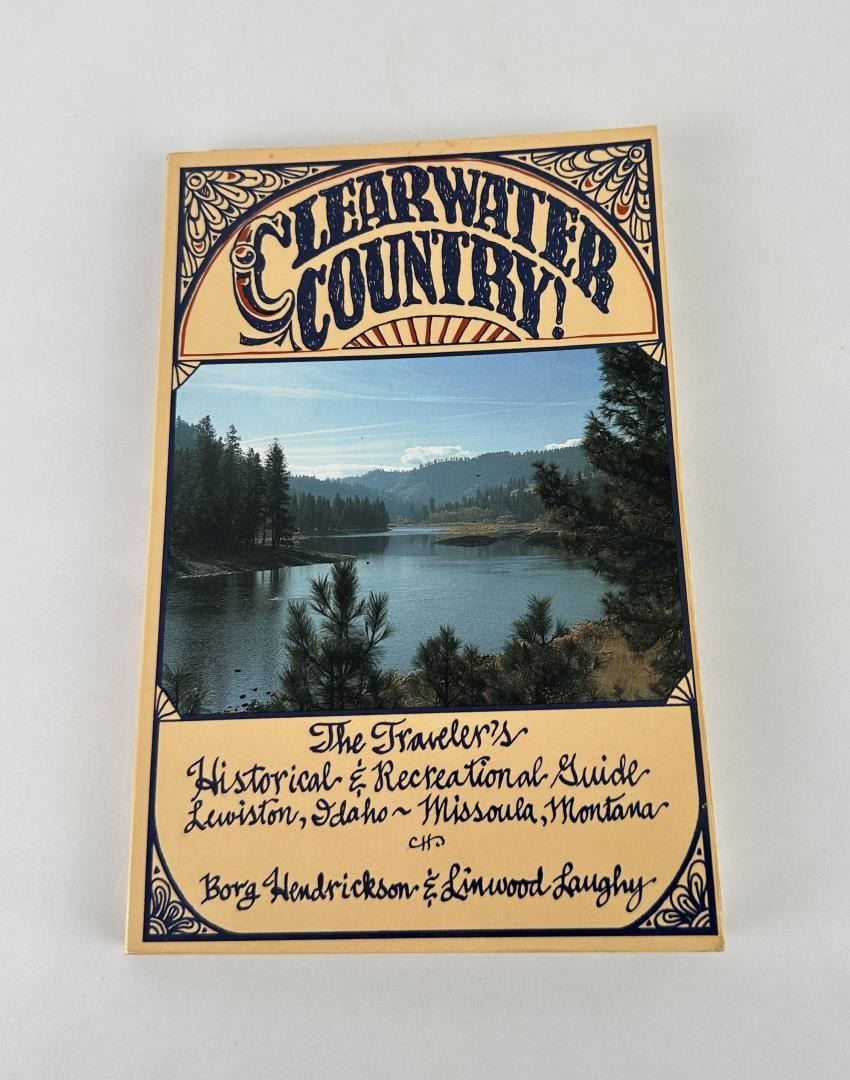 CLEARWATER
COUNTRY!
The Traveler's
Historical & Recreational Guide
Lewiston, Idaho ~ Missoula, Montana
Borg Hendrickson & Linwood Laughy